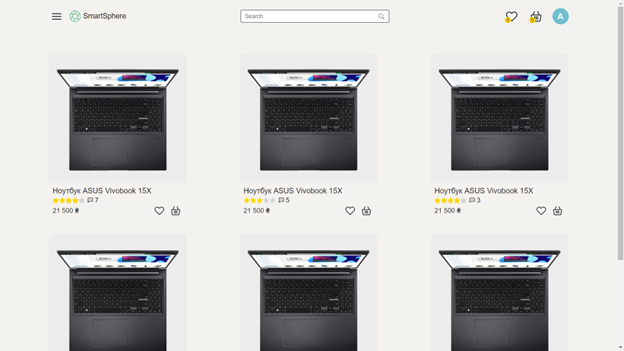 SmartSphere
Search
A
Ноутбук ASUS Vivobook 15X
7
21 500 ₴
Ноутбук ASUS Vivobook 15X
5
21 500 ₴
Ноутбук ASUS Vivobook 15X
3
21 500 ₴